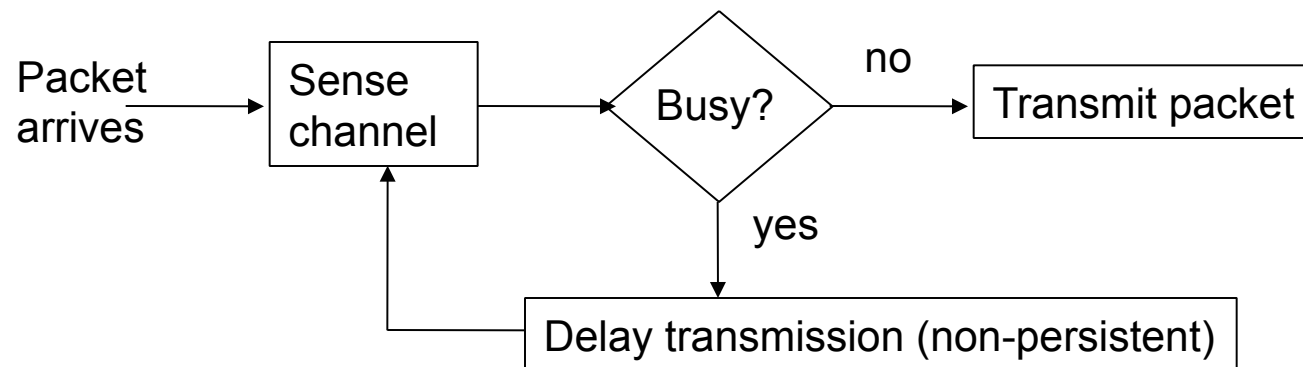 Packet
arrives
Sense
channel
Busy?
no
Transmit packet
yes
Delay transmission (non-persistent)